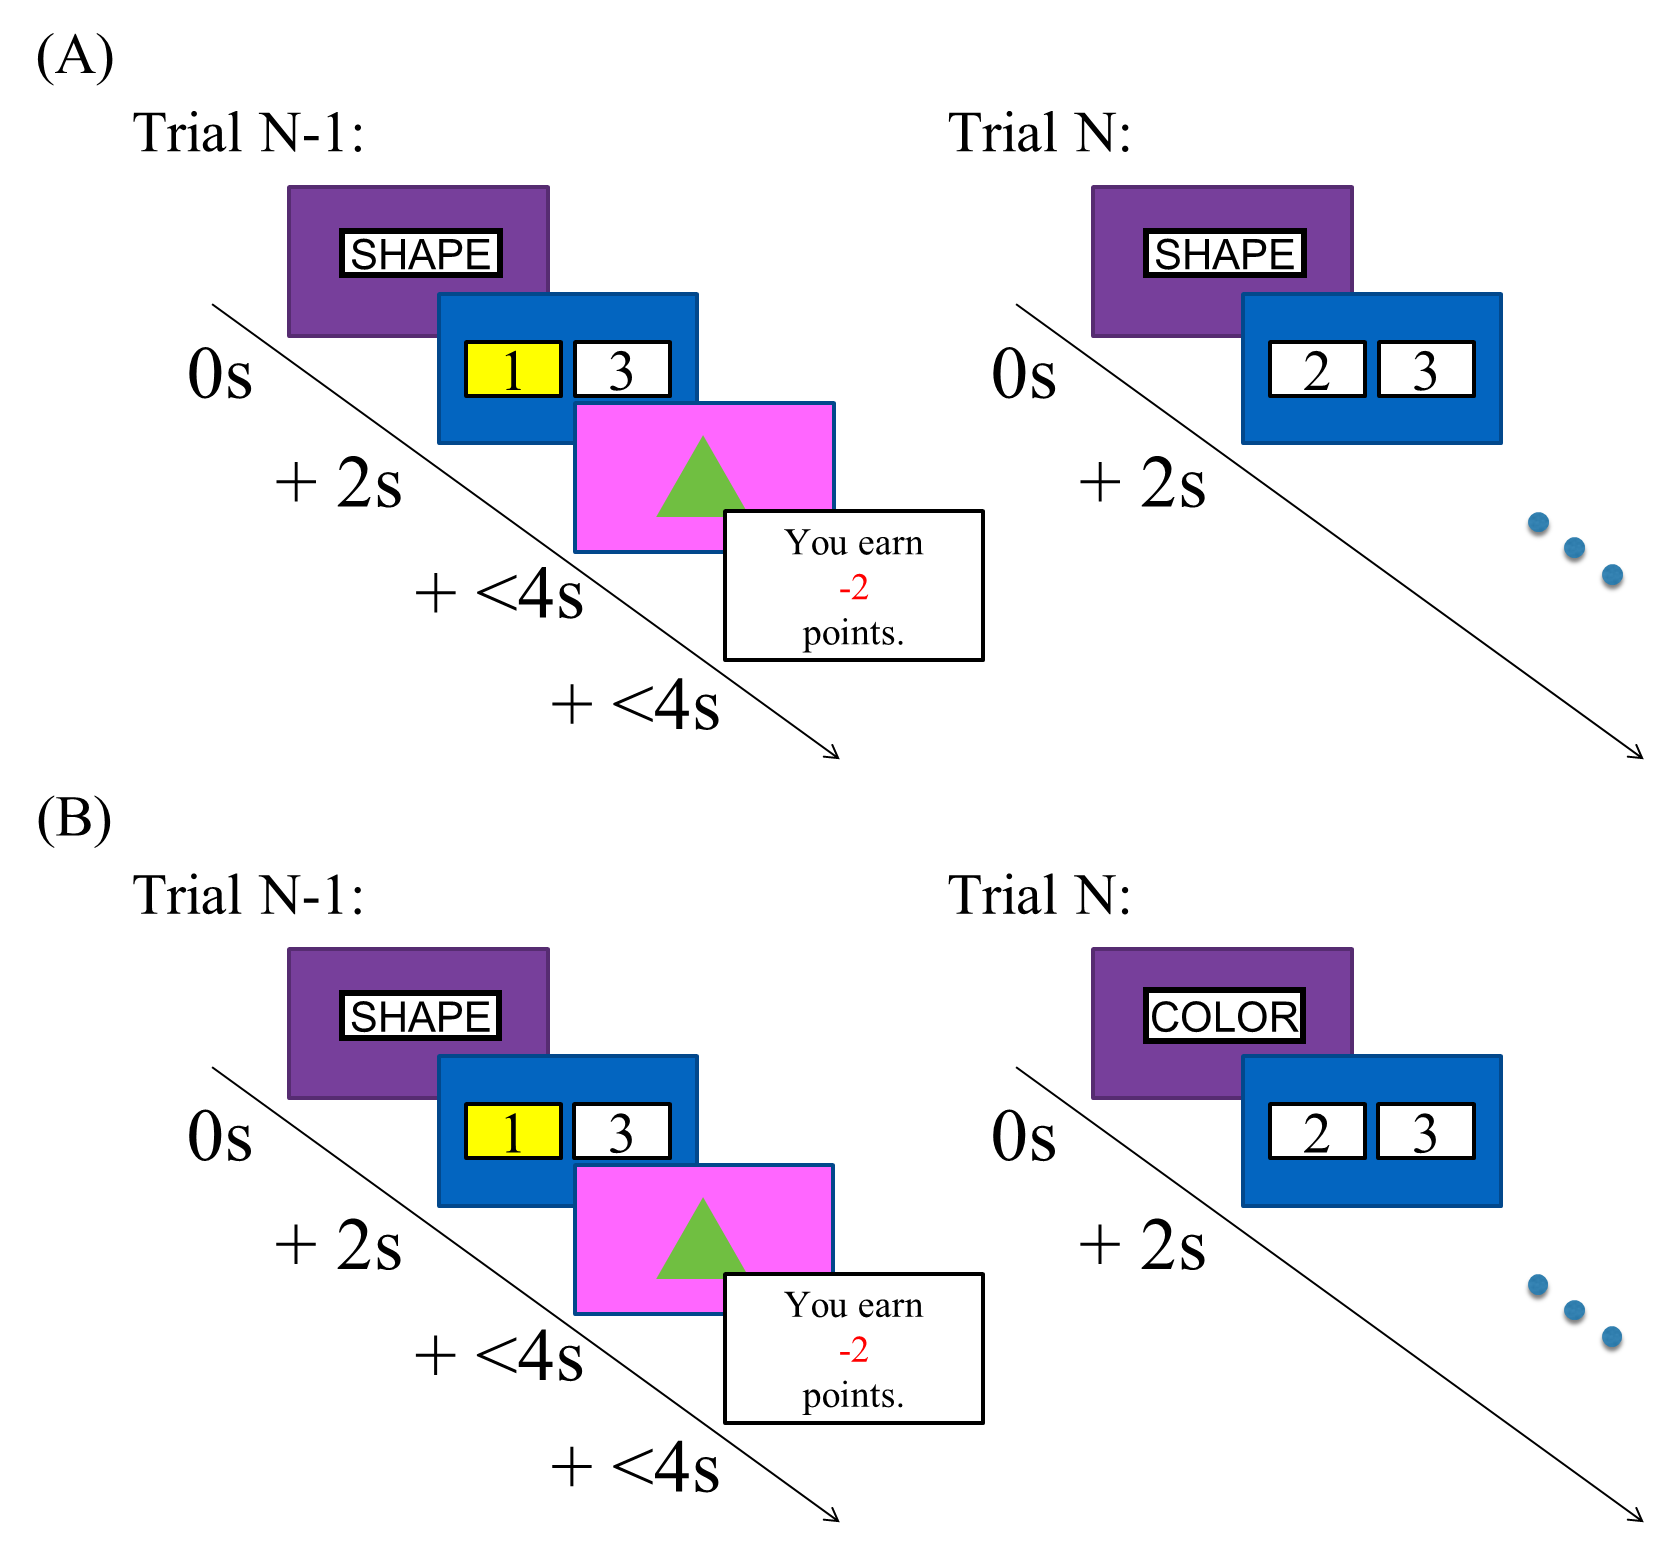 (A)
Trial N-1:
Trial N:
SHAPE
1 3
0s
+ 2s
+ <4s
+ <4s
You earn
-2
points.
SHAPE
2 3
0s
+ 2s
(B)
Trial N-1:
Trial N:
SHAPE
1 3
0s
+ 2s
+ <4s
+ <4s
You earn
-2
points.
COLOR
2 3
0s
+ 2s